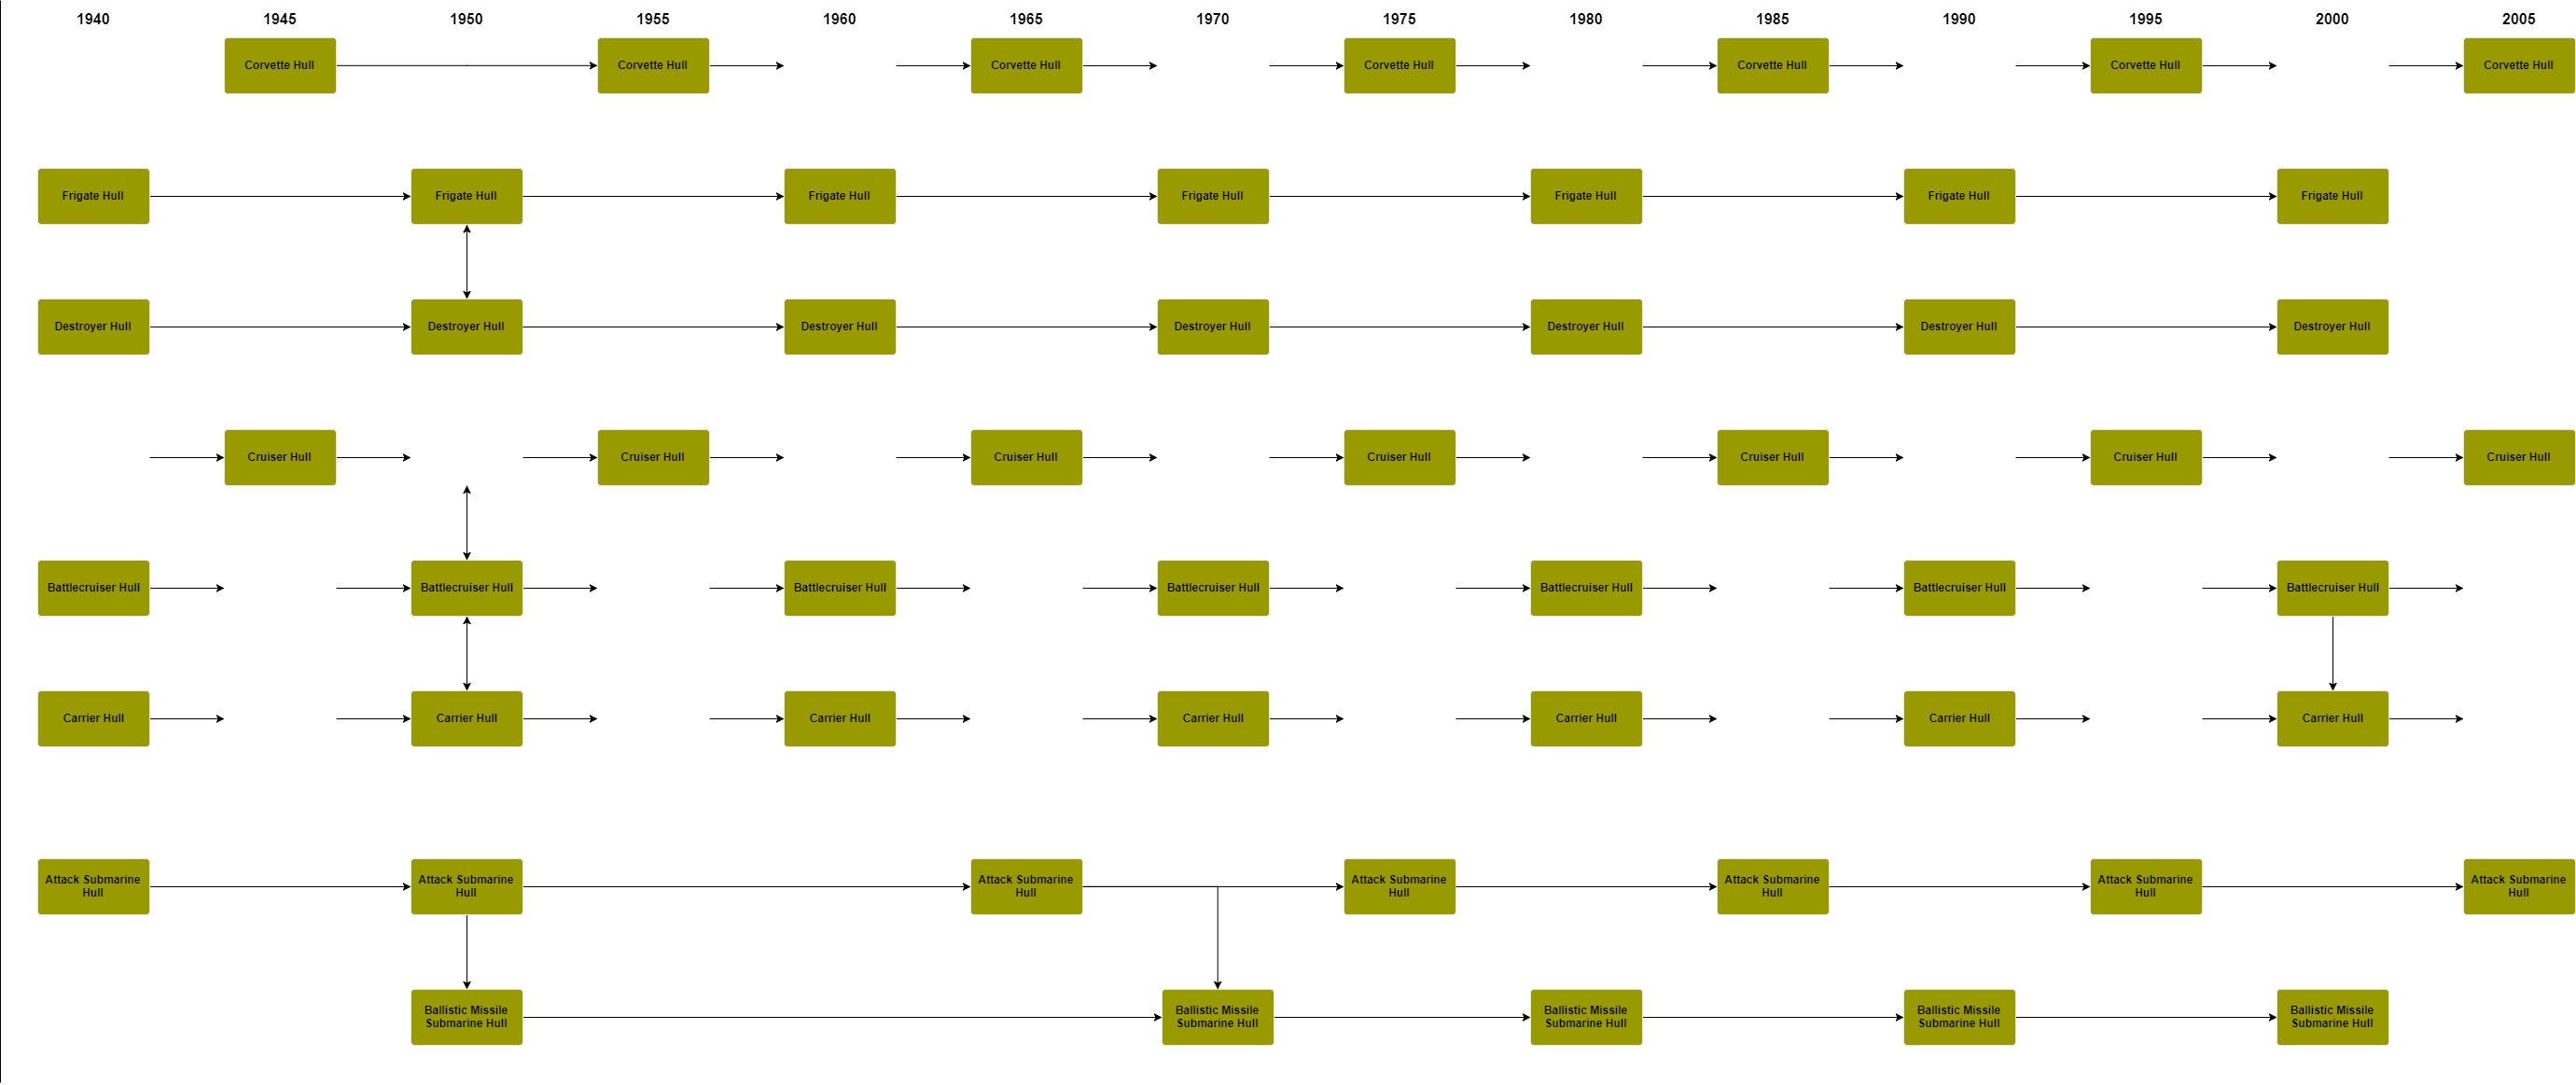 1940 1945 1950 1955 1960 1965 1970 1975 1980 1985 1990 1995 2000 2005
Corvette Hull Corvette Hull Corvette Hull Corvette Hull Corvette Hull Corvette Hull Corvette Hull
Frigate Hull Frigate Hull Frigate Hull Frigate Hull Frigate Hull Frigate Hull Frigate Hull
Destroyer Hull Destroyer Hull Destroyer Hull Destroyer Hull Destroyer Hull Destroyer Hull Destroyer Hull
Cruiser Hull Cruiser Hull Cruiser Hull Cruiser Hull Cruiser Hull Cruiser Hull Cruiser Hull
Battlecruiser Hull Battlecruiser Hull Battlecruiser Hull Battlecruiser Hull Battlecruiser Hull Battlecruiser Hull Battlecruiser Hull
Carrier Hull Carrier Hull Carrier Hull Carrier Hull Carrier Hull Carrier Hull Carrier Hull
Attack Submarine
Hull
Attack Submarine
Hull
Attack Submarine
Hull
Attack Submarine
Hull
Attack Submarine
Hull
Attack Submarine
Hull
Attack Submarine
Hull
Ballistic Missile
Submarine Hull
Ballistic Missile
Submarine Hull
Ballistic Missile
Submarine Hull
Ballistic Missile
Submarine Hull
Ballistic Missile
Submarine Hull